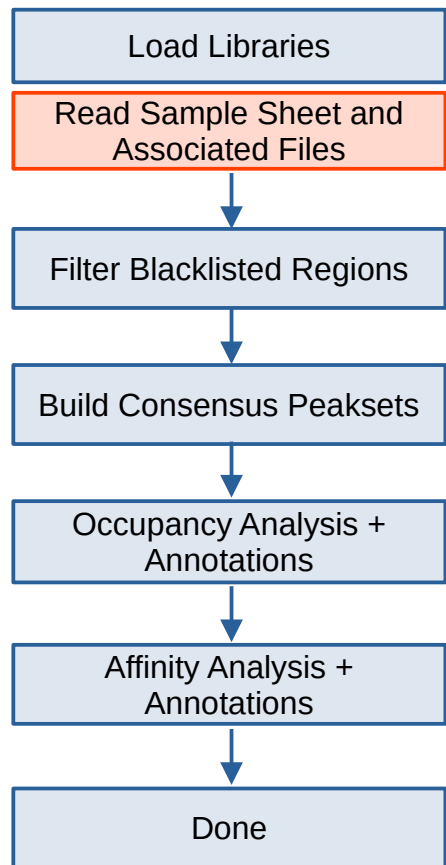 Load Libraries
Read Sample Sheet and
Associated Files
Filter Blacklisted Regions
Build Consensus Peaksets
Occupancy Analysis +
Annotations
Affinity Analysis +
Annotations
Done